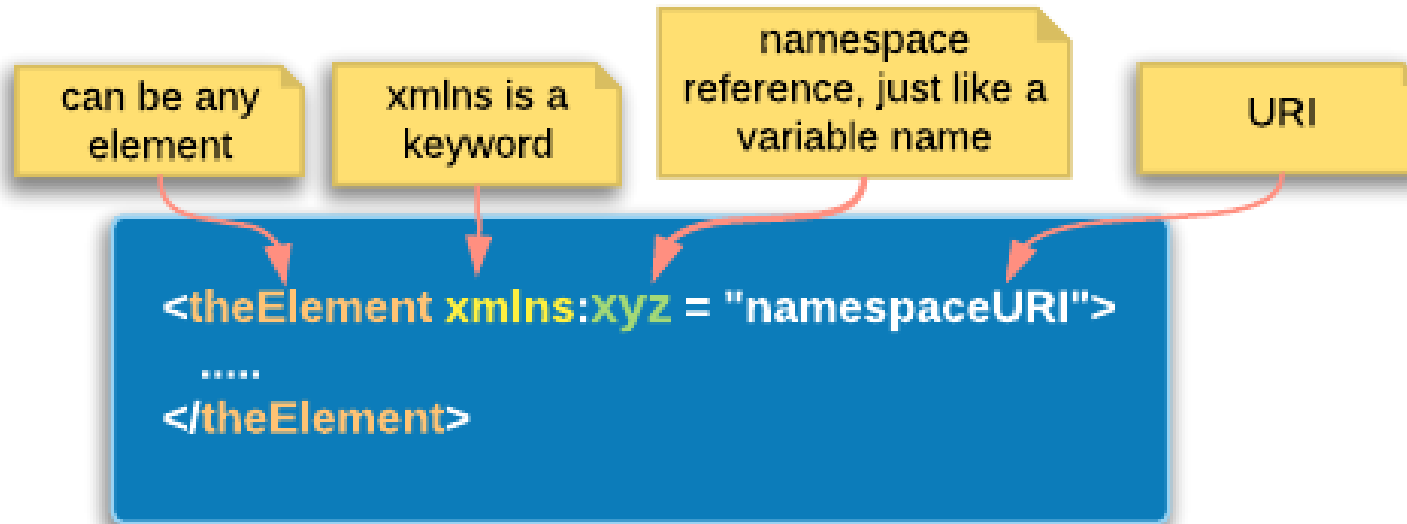 can be any
element
xmlns is a
keyword
namespace
reference, just like a
variable name
URI
<theElement xmlns:xyz = "namespaceURI">
.....
</theElement>